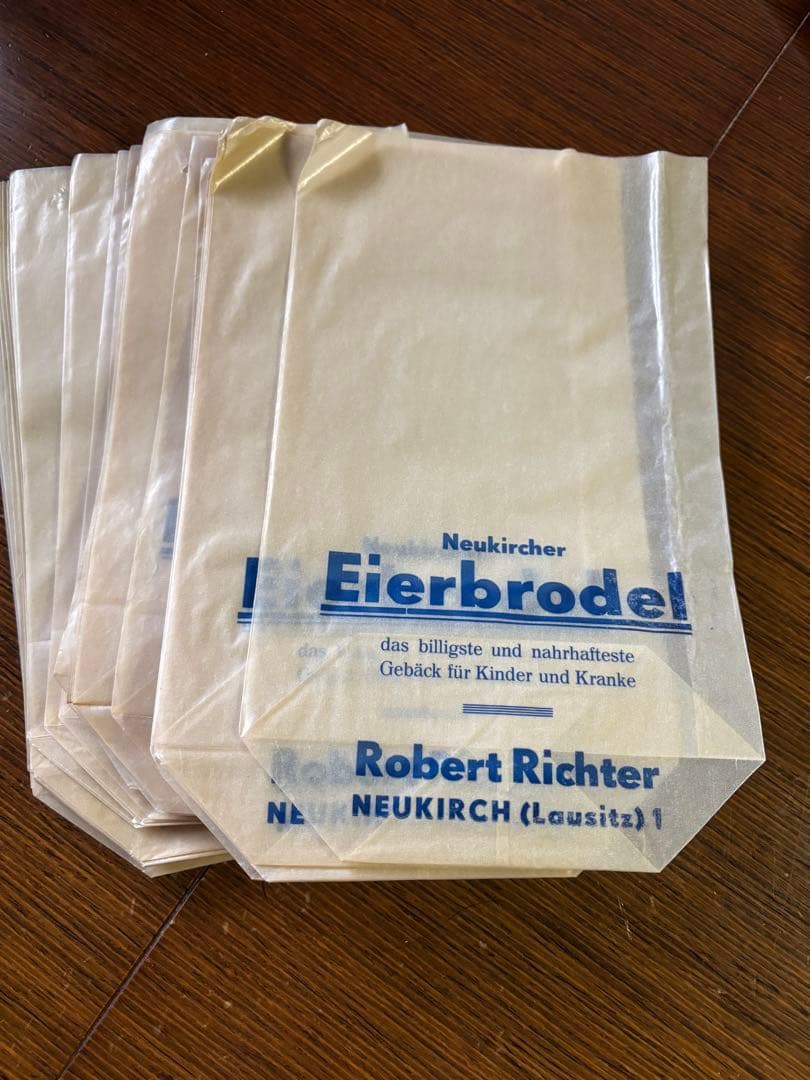 Neukircher
Eierbrodel
das billigste und nahrhafteste
Gebäck für Kinder und Kranke
Robert Richter
NEUKIRCH (Lausitz) 1